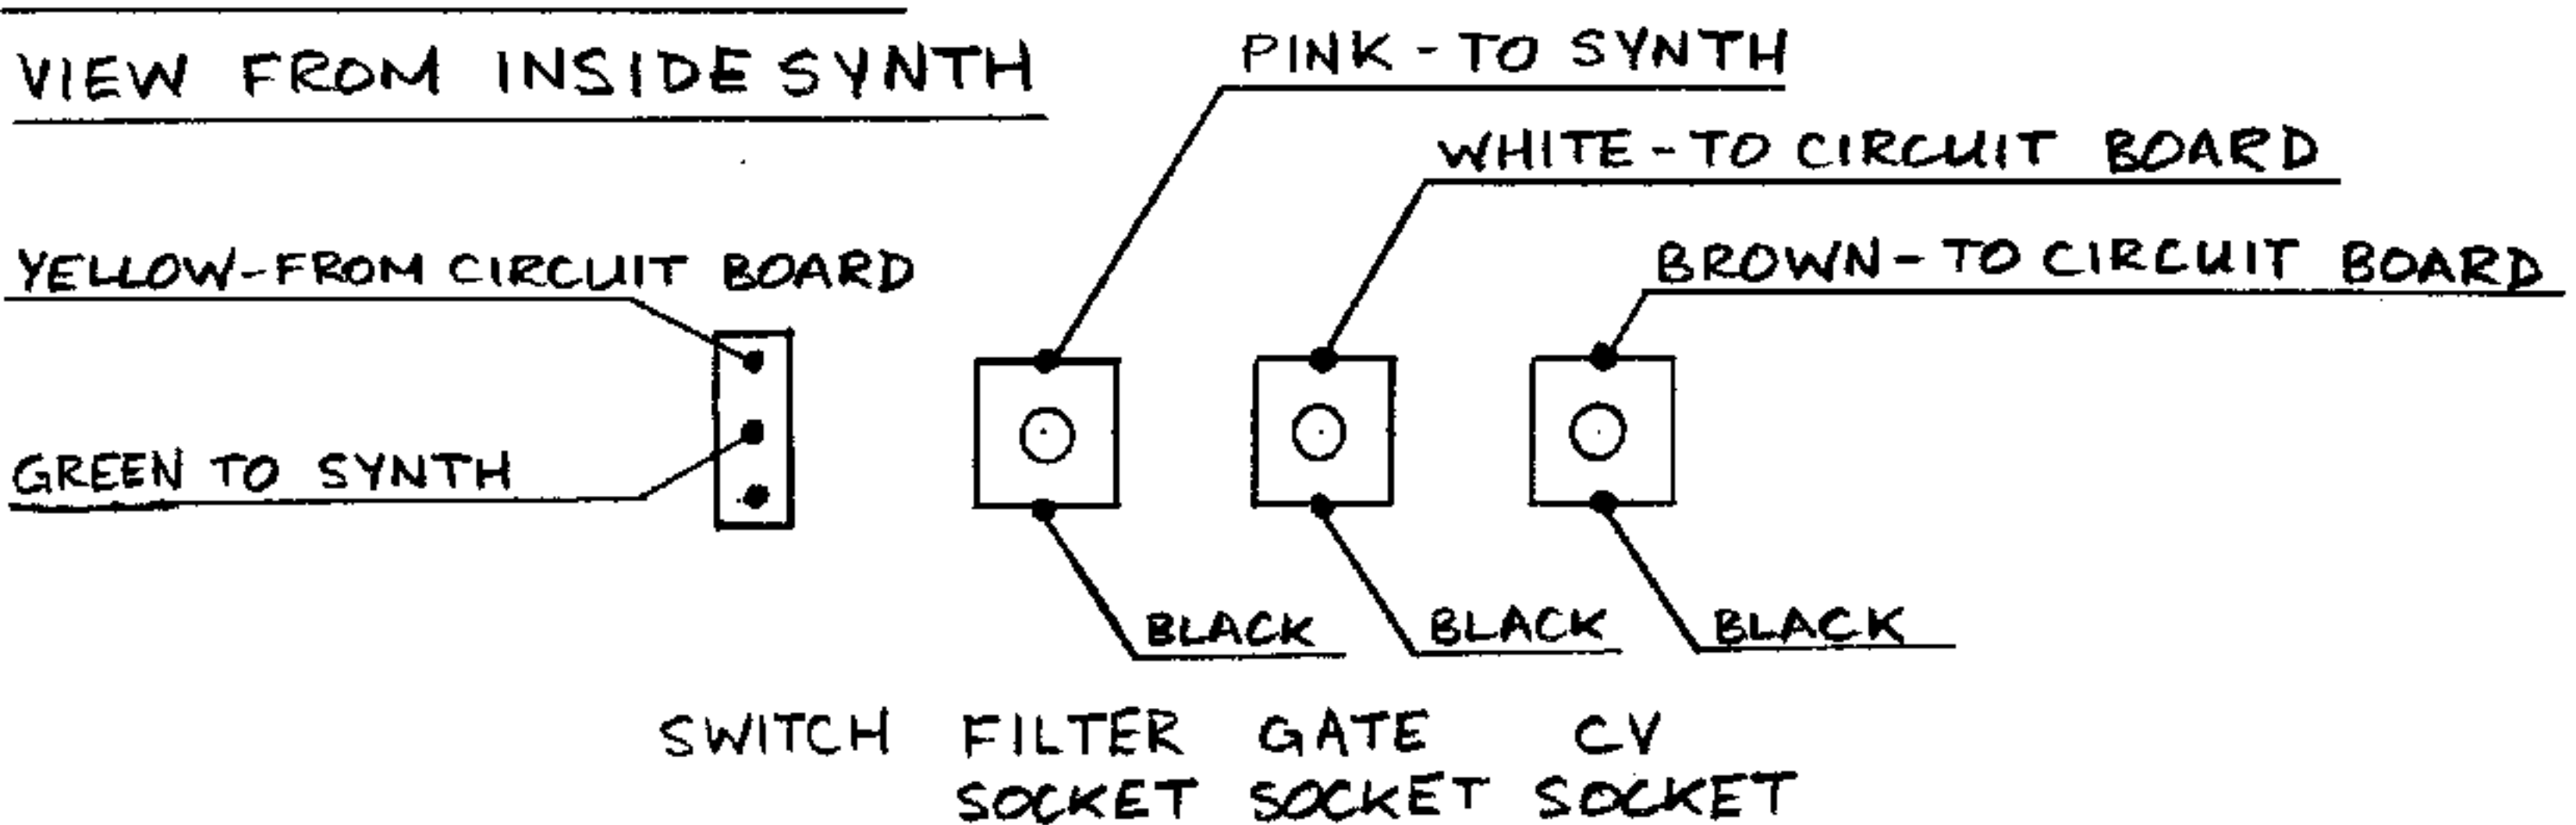 VIEW FROM INSIDE SYNTH
PINK - TO SYNTH
WHITE - TO CIRCUIT BOARD
BROWN - TO CIRCUIT BOARD
YELLOW - FROM CIRCUIT BOARD
GREEN TO SYNTH
BLACK BLACK BLACK
SWITCH FILTER GATE CV
SOCKET SOCKET SOCKET